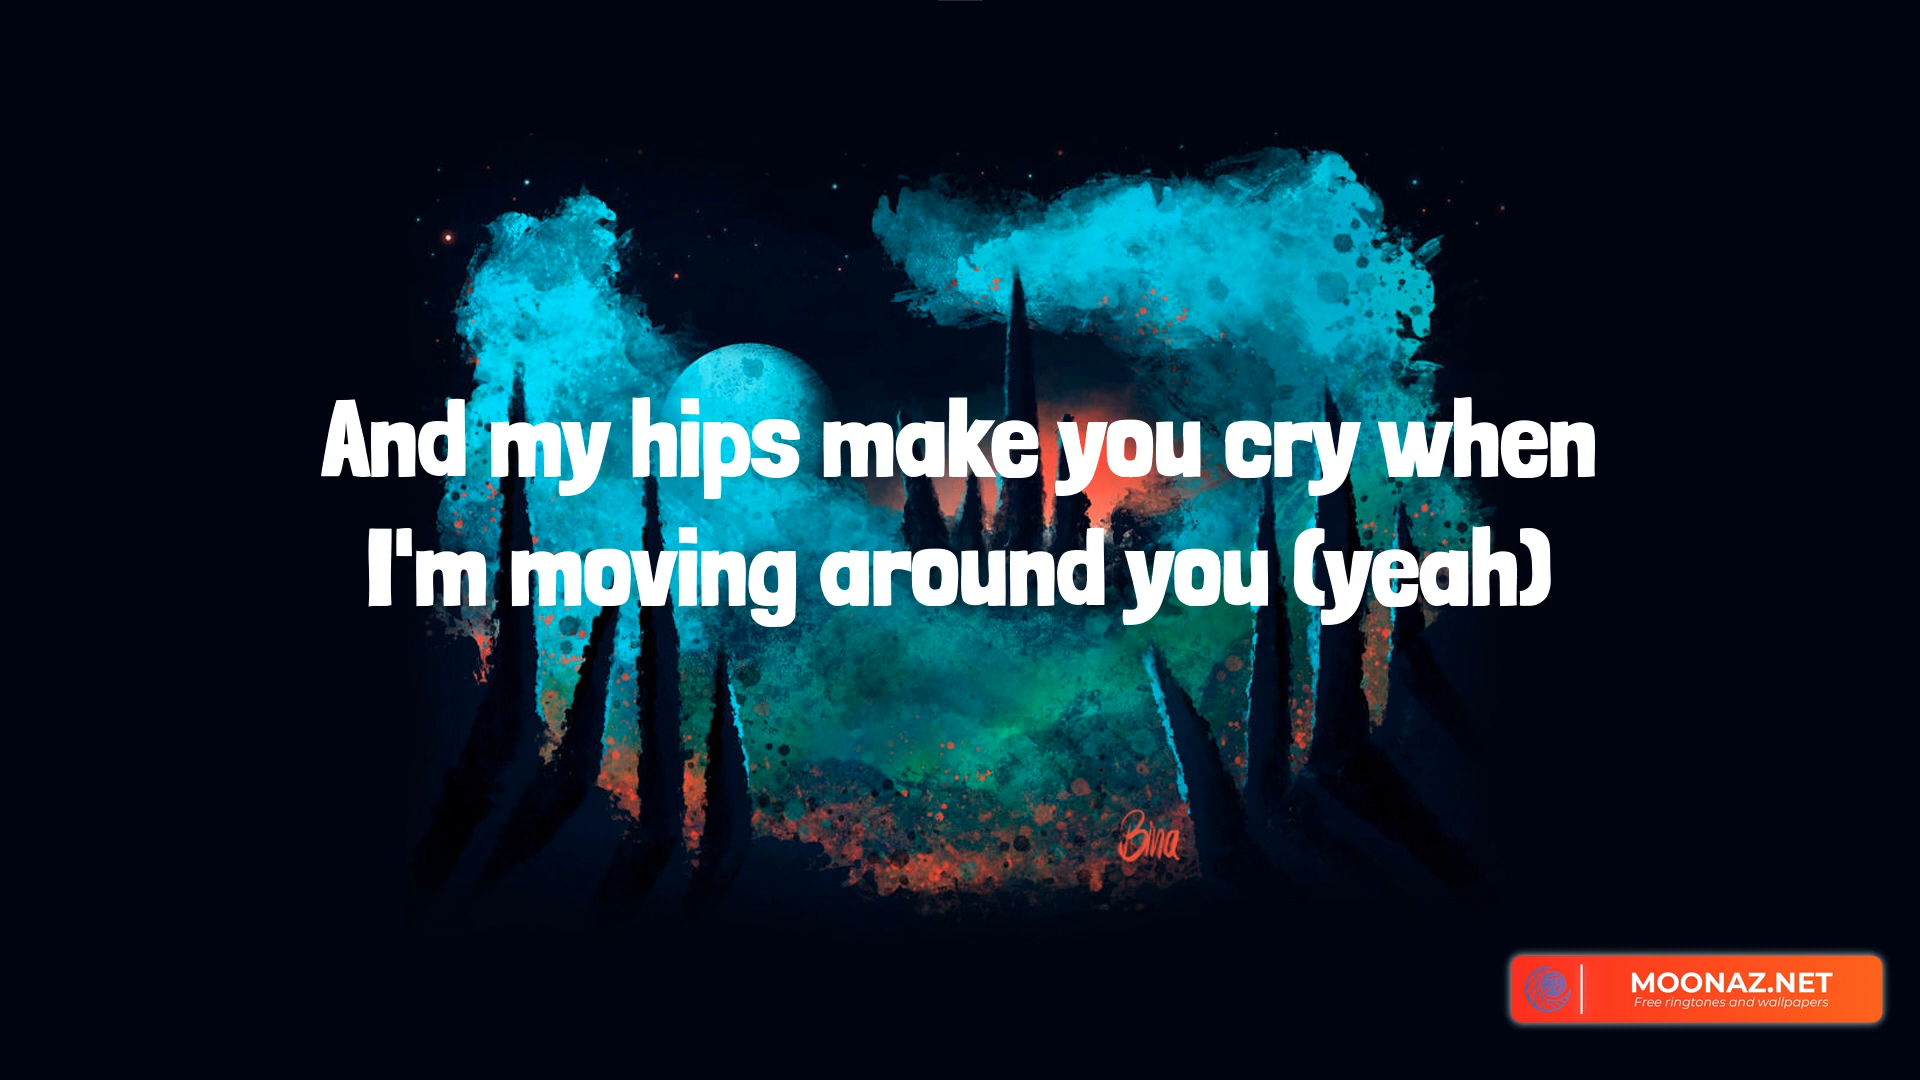 And my hips make you cry when
I'm moving around you (yeah)
Bina
MOONAZ.NET
Free ringtones and wallpapers